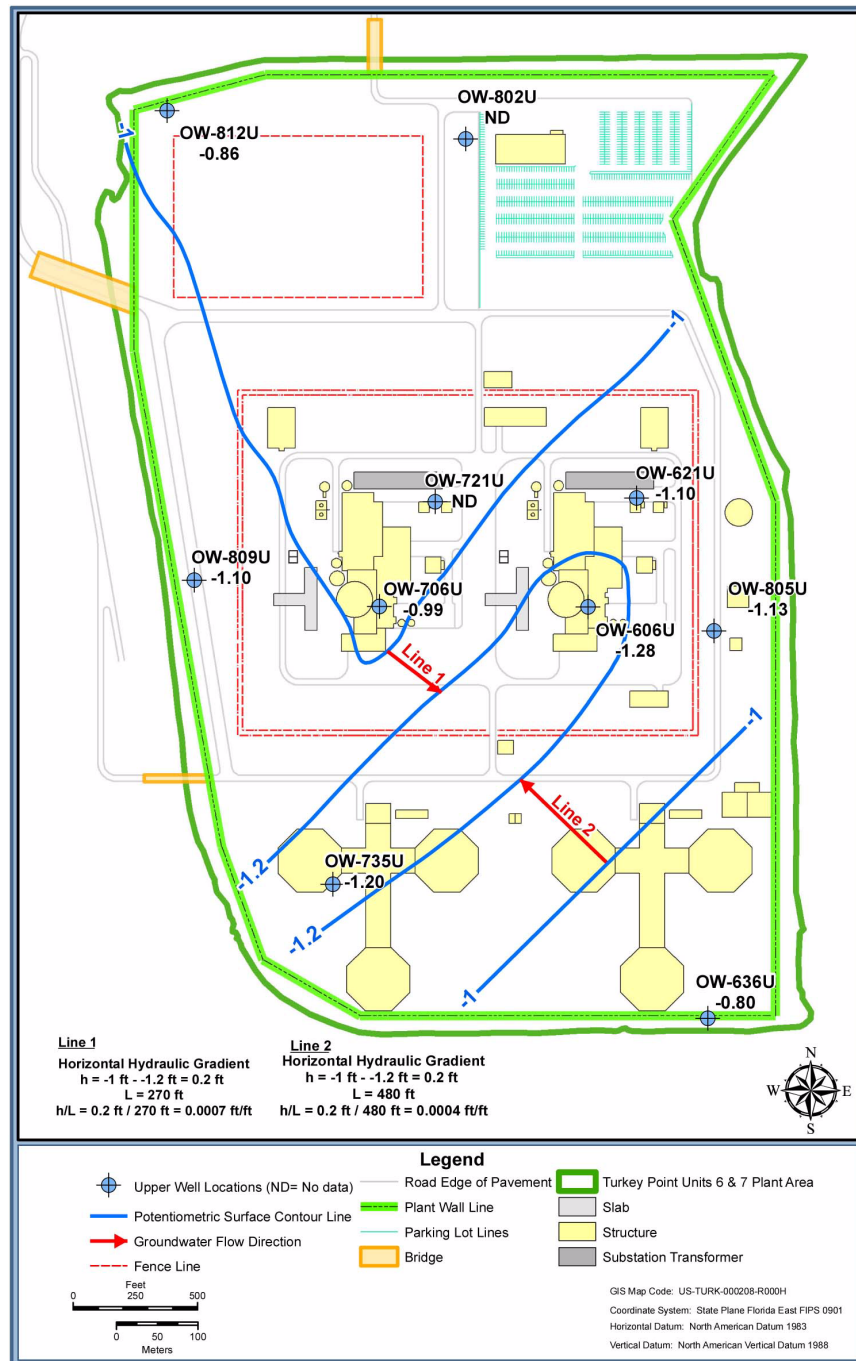 OW-802U
ND
OW-812U
-0.86
-1
-1
OW-721U
ND
OW-621U
-1.10
OW-809U
-1.10
OW-706U
-0.99
OW-805U
-1.13
OW-606U
-1.28
Line 1
-1
Line 2
OW-735U
-1.20
-1.2
-1.2
-1
OW-636U
-0.80
Line 1
Horizontal Hydraulic Gradient
h = -1 ft - -1.2 ft = 0.2 ft
L = 270 ft
h/L = 0.2 ft / 270 ft = 0.0007 ft/ft
Line 2
Horizontal Hydraulic Gradient
h = -1 ft - -1.2 ft = 0.2 ft
L = 480 ft
h/L = 0.2 ft / 480 ft = 0.0004 ft/ft
N
W E
S
Legend
Upper Well Locations (ND= No data)
Potentiometric Surface Contour Line
Groundwater Flow Direction
Fence Line
Road Edge of Pavement
Plant Wall Line
Parking Lot Lines
Bridge
Turkey Point Units 6 & 7 Plant Area
Slab
Structure
Substation Transformer
Feet
0 250 500
0 50 100
Meters
GIS Map Code: US-TURK-000208-R000H
Coordinate System: State Plane Florida East FIPS 0901
Horizontal Datum: North American Datum 1983
Vertical Datum: North American Vertical Datum 1988